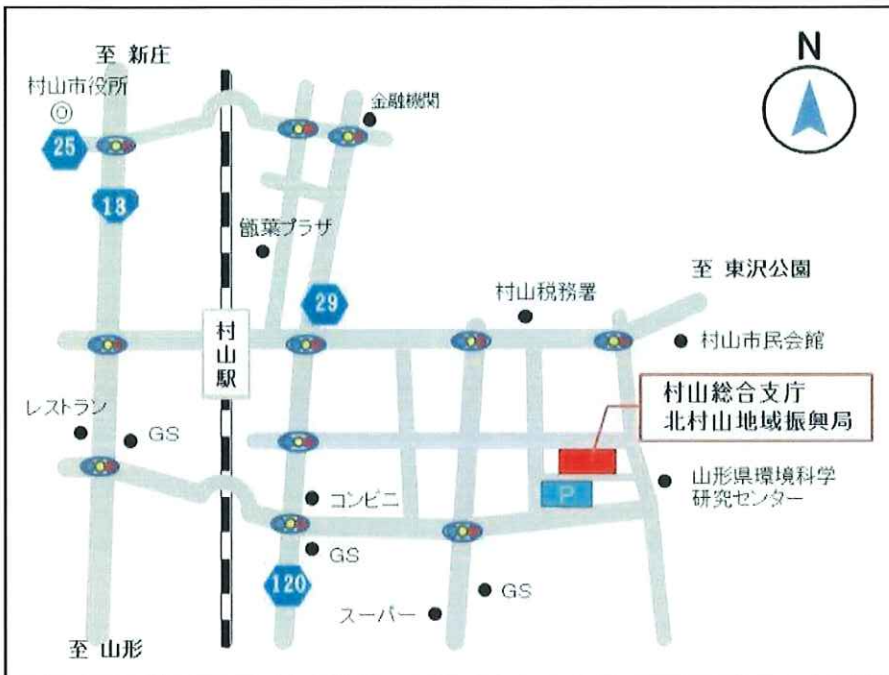 至 新庄
村山市役所
N
金融機関
25
13
甑葉プラザ
至 東沢公園
29
村山税務署
村山駅
村山市民会館
村山総合支庁
北村山地域振興局
レストラン
GS
山形県環境科学
研究センター
コンビニ
P
GS
120
GS
スーパー
至 山形